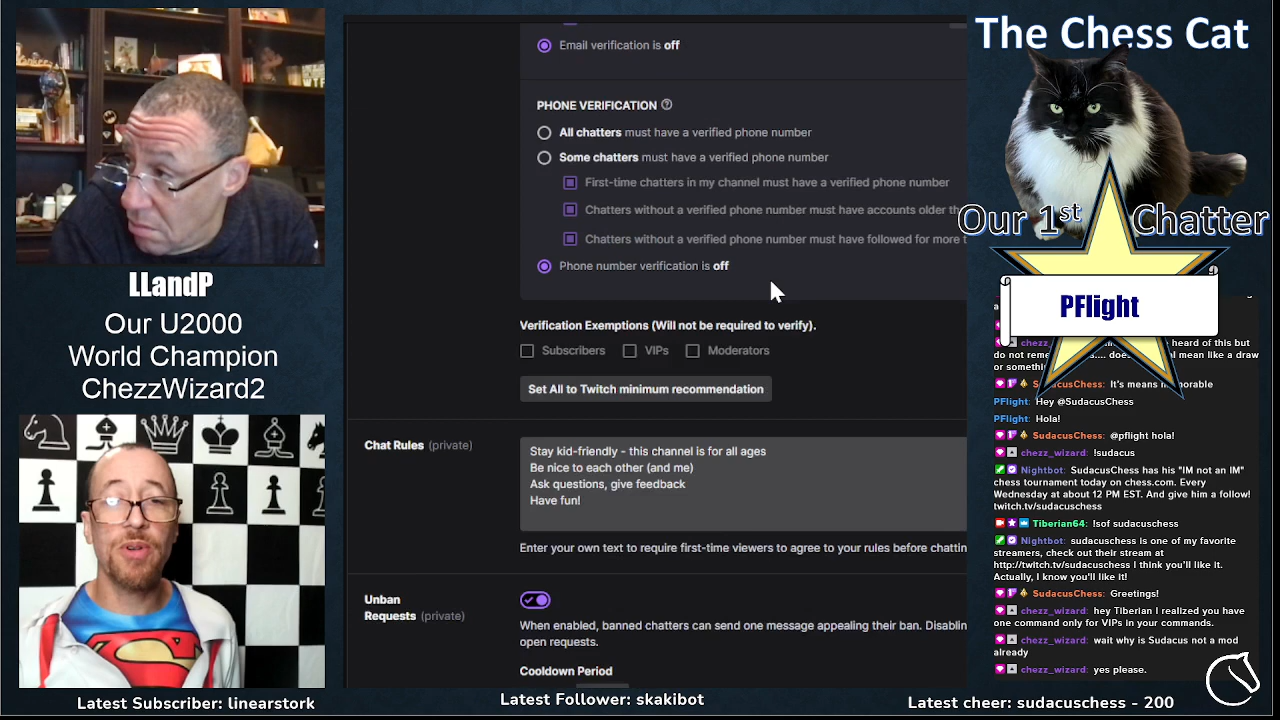 LLandP
Our U2000
World Champion
ChezzWizard2
Latest Subscriber: linearstork
Email verification is off
PHONE VERIFICATION
All chatters must have a verified phone number
Some chatters must have a verified phone number
First-time chatters in my channel must have a verified phone number
Chatters without a verified phone number must have accounts older
Chatters without a verified phone number must have followed for more
Phone number verification is off
Verification Exemptions (Will not be required to verify).
Subscribers VIPs Moderators
Set All to Twitch minimum recommendation
Chat Rules (private)
Stay kid-friendly - this channel is for all ages
Be nice to each other (and me)
Ask questions, give feedback
Have fun!
Enter your own text to require first-time viewers to agree to your rules before
Unban
Requests (private)
When enabled, banned chatters can send one message appealing their ban.
open requests.
Cooldown Period
Latest Follower: skakibot
The Chess Cat
Our 1st Chatter
PFlight
heard of this but
do not
mean like a draw
SudacusChess: It's means
PFlight: Hey @SudacusChess
PFlight: Hola!
SudacusChess: @pflight hola!
chezz_wizard: !sudacus
Nightbot: SudacusChess has his "IM not an IM"
chess tournament today on chess.com. Every
Wednesday at about 12 PM EST. And give him a follow!
twitch.tv/sudacuschess
Tiberian64: !sof sudacuschess
Nightbot: sudacuschess is one of my favorite
streamers, check out their stream at
http://twitch.tv/sudacuschess I think you'll like it.
Actually, I know you'll like it!
SudacusChess: Greetings!
chezz_wizard: hey Tiberian I realized you have
one command only for VIPs in your commands.
chezz_wizard: wait why is Sudacus not a mod
already
chezz_wizard: yes please.
Latest cheer: sudacuschess - 200